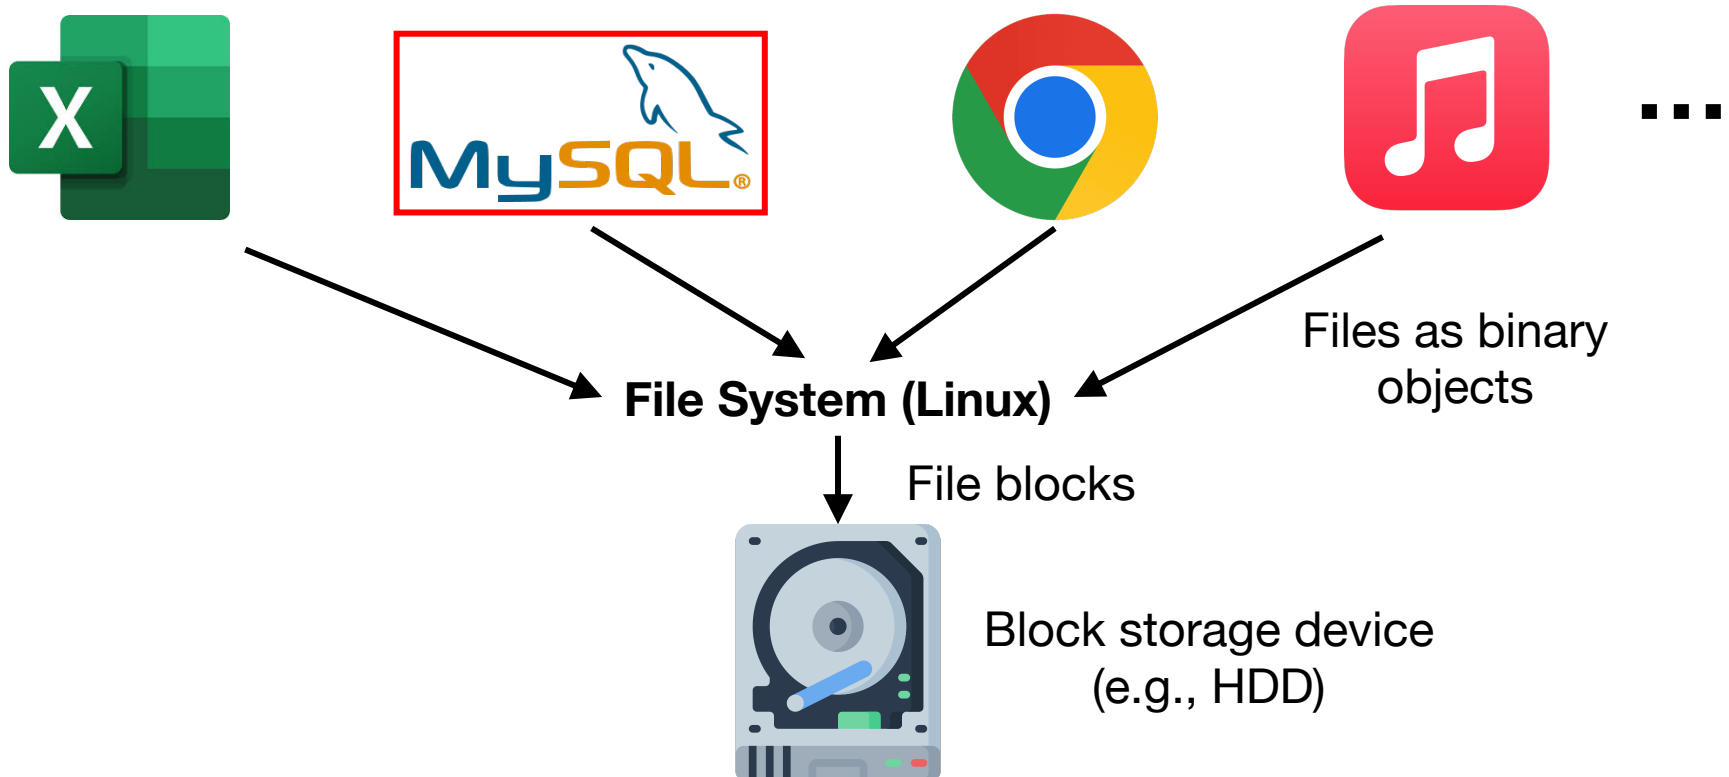 X
MySQL®
...
Files as binary
objects
File System (Linux)
File blocks
Block storage device
(e.g., HDD)